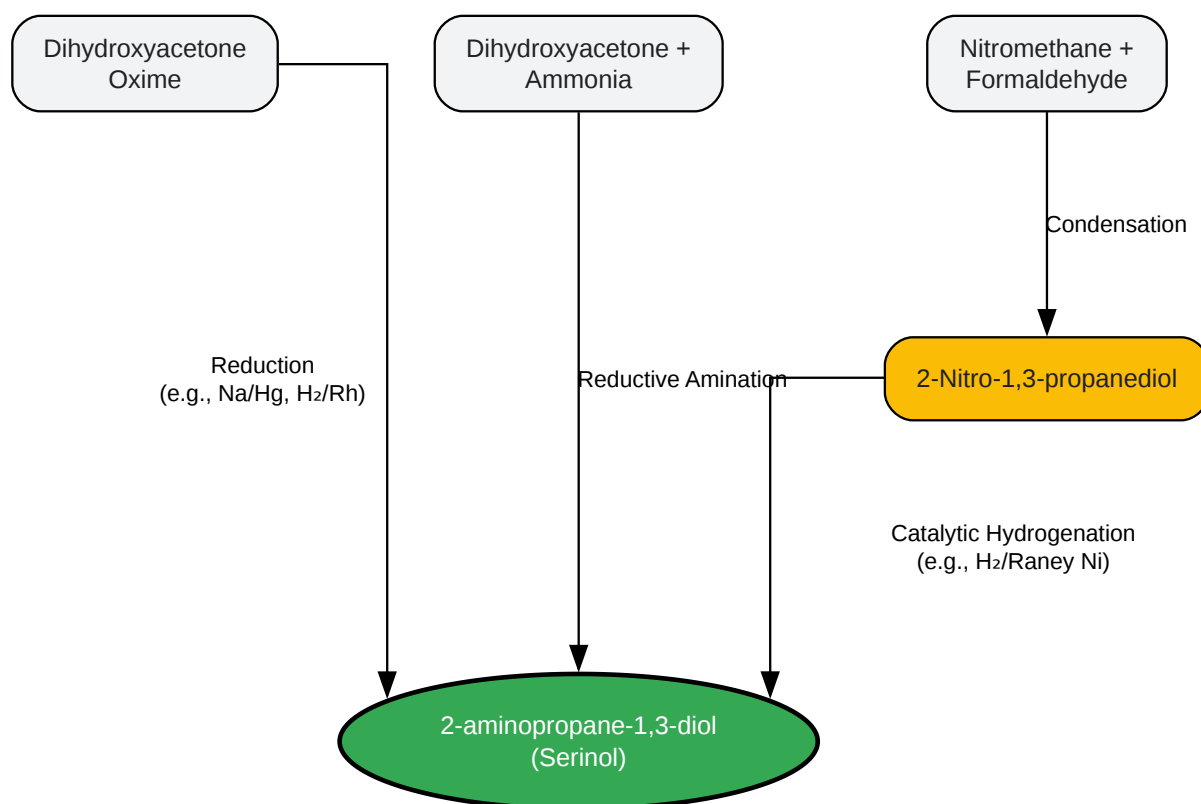 Dihydroxyacetone
Oxime
Dihydroxyacetone +
Ammonia
Nitromethane +
Formaldehyde
Condensation
Reduction
(e.g., Na/Hg, H₂/Rh)
Reductive Amination
2-Nitro-1,3-propanediol
Catalytic Hydrogenation
(e.g., H₂/Raney Ni)
2-aminopropane-1,3-diol
(Serinol)